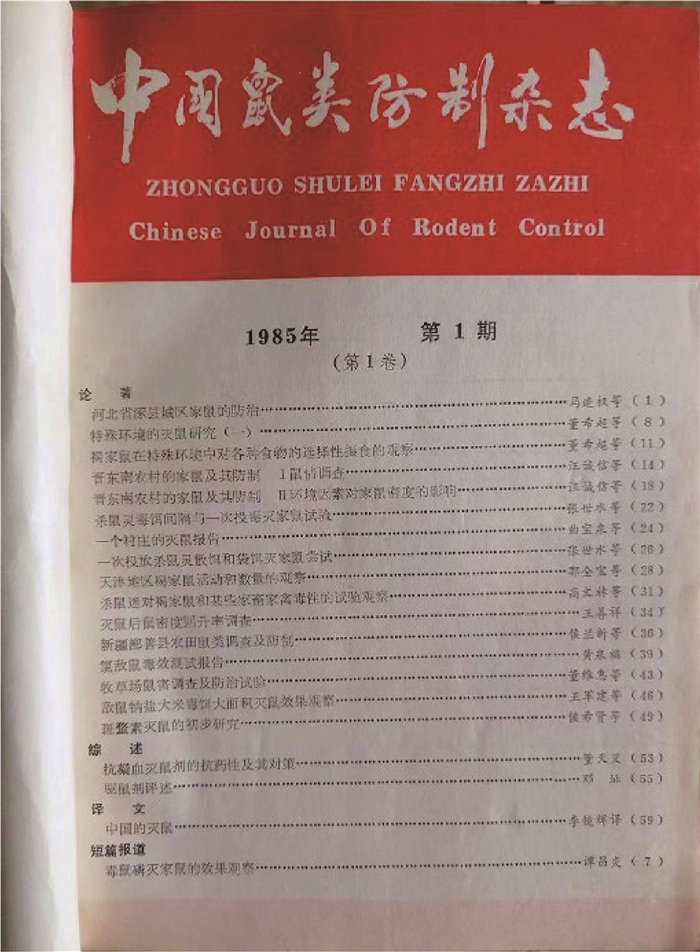 中国鼠类防制杂志
ZHONGGUO SHULEI FANGZHI ZAZHI
Chinese Journal Of Rodent Control
1985年 第1期
(第1卷)
论 著
河北省涿县城区家鼠的防治……马连权等(1)
特殊环境的灭鼠研究(一)……董希超等(8)
褐家鼠在特殊环境中对各种食物的选择性摄食的观察……董希超等(11)
晋东南农村的家鼠及其防制 Ⅰ鼠情调查……汪诚信等(14)
晋东南农村的家鼠及其防制 Ⅱ环境因素对家鼠密度的影响……汪诚信等(18)
杀鼠灵毒饵间隔与一次投毒灭家鼠试验……张世水等(22)
一个村庄的灭鼠报告……曲宝泉等(24)
一次投放杀鼠灵散饵和袋饵灭家鼠尝试……张世水等(26)
天津地区褐家鼠活动和数量的观察……郭全宝等(28)
杀鼠迷对褐家鼠和某些家畜家禽毒性的试验观察……高文林等(31)
灭鼠后鼠密度回升率调查……王善祥(34)
新疆鄯善县农田鼠类调查及防制……侯兰新等(36)
氯敌鼠毒效测试报告……黄泉福(39)
牧草场鼠害调查及防治试验……董维惠等(43)
敌鼠钠盐大米毒饵大面积灭鼠效果观察……王军建等(46)
斑蝥素灭鼠的初步研究……侯希贤等(49)
综 述
抗凝血灭鼠剂的抗药性及其对策……董天义(53)
驱鼠剂评述……邓址(55)
译 文
中国的灭鼠……李镜辉译(59)
短篇报道
毒鼠磷灭家鼠的效果观察……谭昌炎(7)